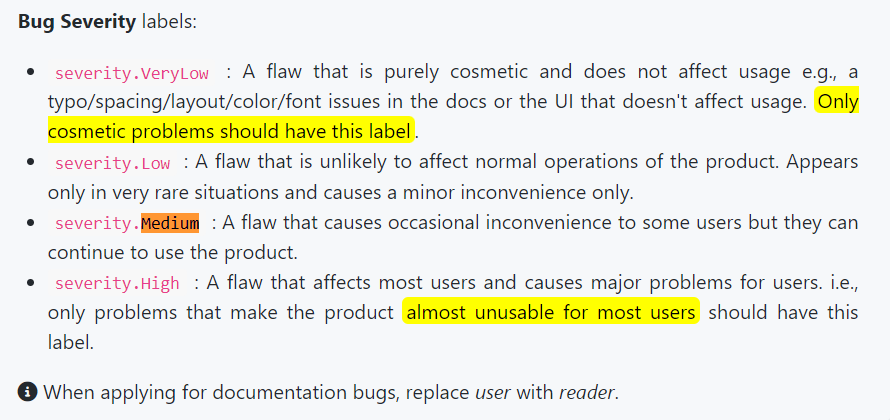 Bug Severity labels:
severity.VeryLow : A flaw that is purely cosmetic and does not affect usage e.g., a
typo/spacing/layout/color/font issues in the docs or the UI that doesn't affect usage. Only
cosmetic problems should have this label.
severity.Low : A flaw that is unlikely to affect normal operations of the product. Appears
only in very rare situations and causes a minor inconvenience only.
severity.Medium : A flaw that causes occasional inconvenience to some users but they can
continue to use the product.
severity.High : A flaw that affects most users and causes major problems for users. i.e.,
only problems that make the product almost unusable for most users should have this
label.
When applying for documentation bugs, replace user with reader.